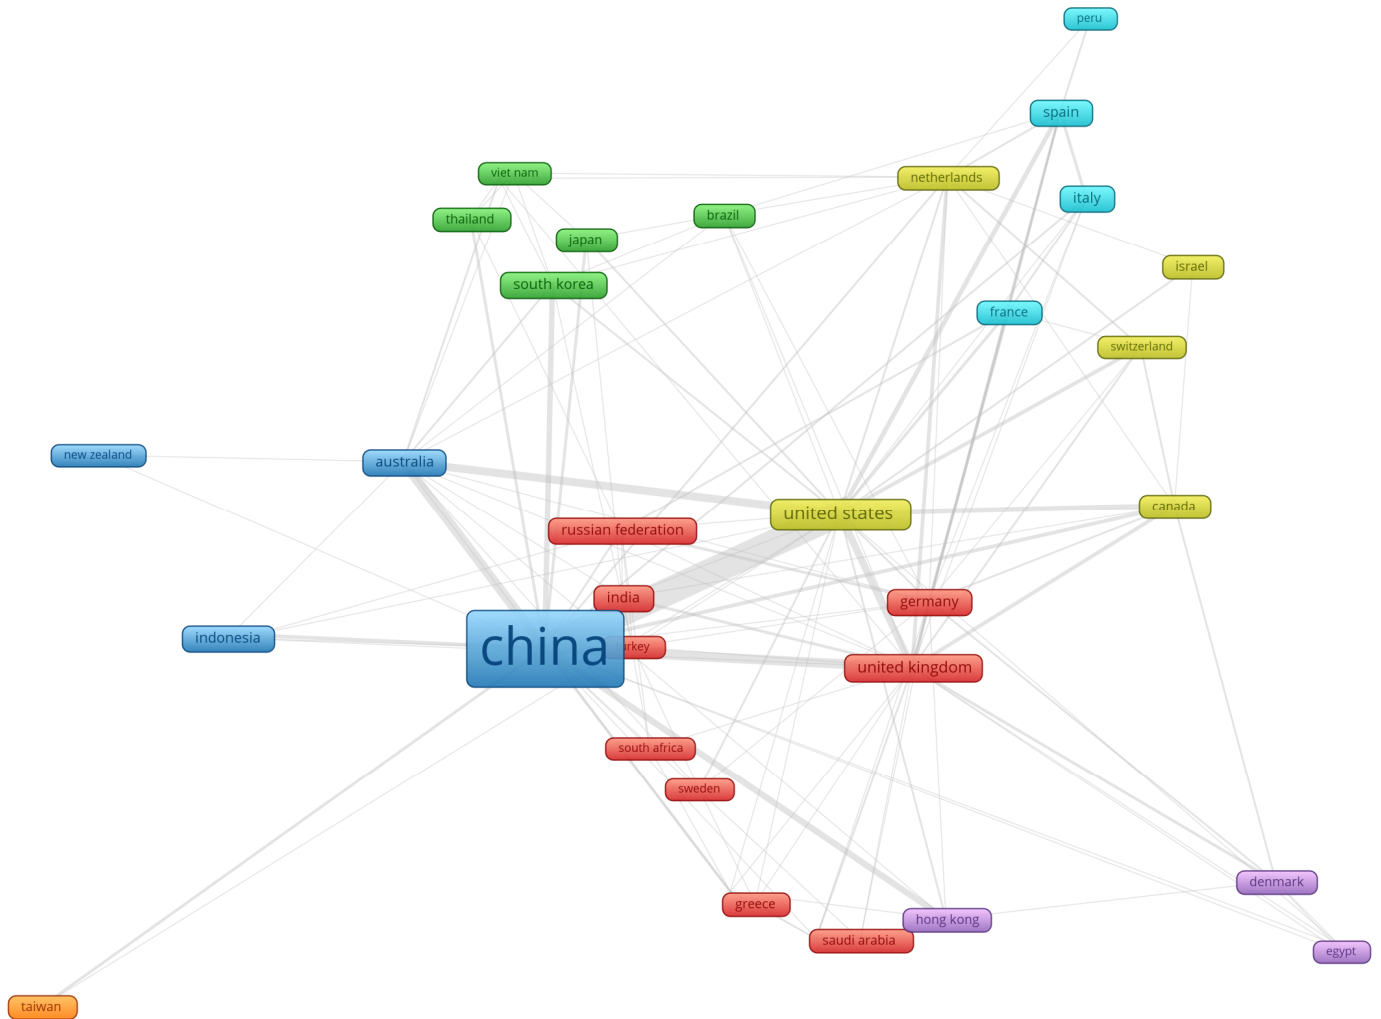 peru
spain
viet nam
netherlands
italy
thailand
brazil
japan
israel
south korea
france
switzerland
new zealand
australia
canada
united states
russian federation
india
germany
indonesia
china
urkey
united kingdom
south africa
sweden
denmark
greece
hong kong
saudi arabia
egypt
taiwan